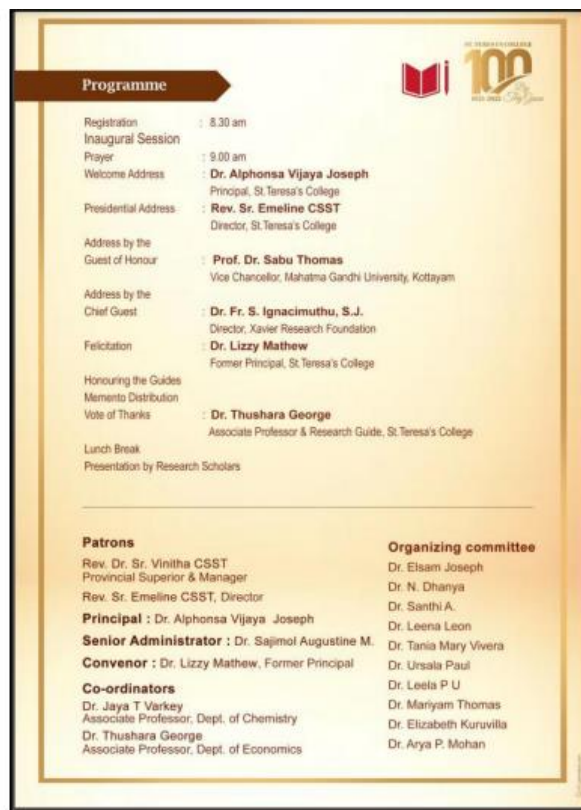 ST. TERESA'S COLLEGE
100
Programme
Registration : 8.30 am
Inaugural Session
Prayer : 9.00 am
Welcome Address : Dr. Alphonsa Vijaya Joseph
Principal, St.Teresa's College
Presidential Address : Rev. Sr. Emeline CSST
Director, St.Teresa's College
Address by the
Guest of Honour : Prof. Dr. Sabu Thomas
Vice Chancellor, Mahatma Gandhi University, Kottayam
Address by the
Chief Guest : Dr. Fr. S. Ignacimuthu, S.J.
Director, Xavier Research Foundation
Felicitation : Dr. Lizzy Mathew
Former Principal, St.Teresa's College
Honouring the Guides
Memento Distribution
Vote of Thanks : Dr. Thushara George
Associate Professor & Research Guide, St.Teresa's College
Lunch Break
Presentation by Research Scholars
Patrons
Rev. Dr. Sr. Vinitha CSST
Provincial Superior & Manager
Rev. Sr. Emeline CSST, Director
Principal : Dr. Alphonsa Vijaya Joseph
Senior Administrator : Dr. Sajimol Augustine M.
Convenor : Dr. Lizzy Mathew, Former Principal
Co-ordinators
Dr. Jaya T Varkey
Associate Professor, Dept. of Chemistry
Dr. Thushara George
Associate Professor, Dept. of Economics
Organizing committee
Dr. Elsam Joseph
Dr. N. Dhanya
Dr. Santhi A.
Dr. Leena Leon
Dr. Tania Mary Vivera
Dr. Ursala Paul
Dr. Leela P U
Dr. Mariyam Thomas
Dr. Elizabeth Kuruvilla
Dr. Arya P. Mohan